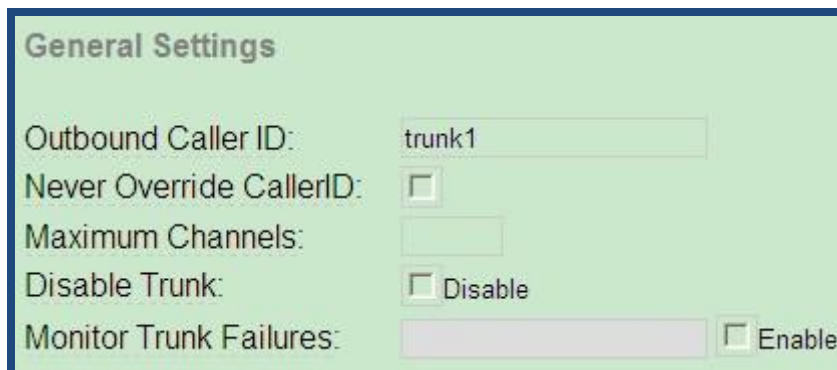 General Settings
Outbound Caller ID: trunk1
Never Override CallerID:
Maximum Channels:
Disable Trunk: Disable
Monitor Trunk Failures: Enable